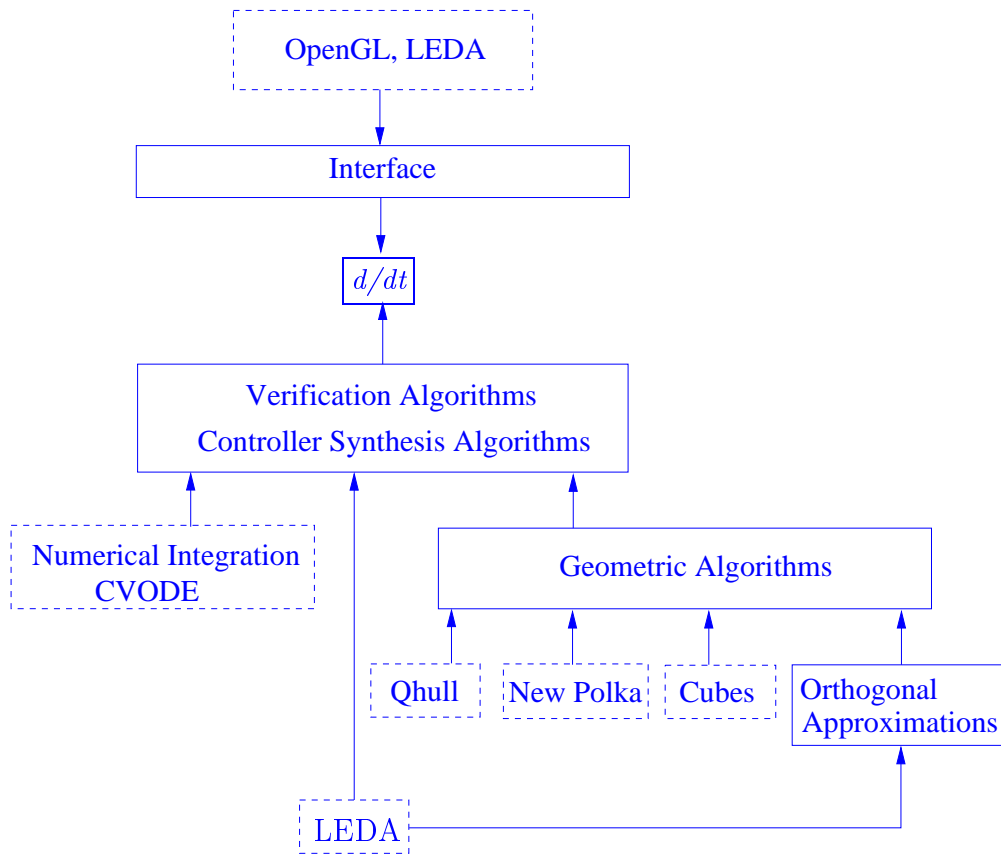 OpenGL, LEDA
Interface
d/dt
Verification Algorithms
Controller Synthesis Algorithms
Numerical Integration
CVODE
Geometric Algorithms
Qhull
New Polka
Cubes
Orthogonal
Approximations
LEDA